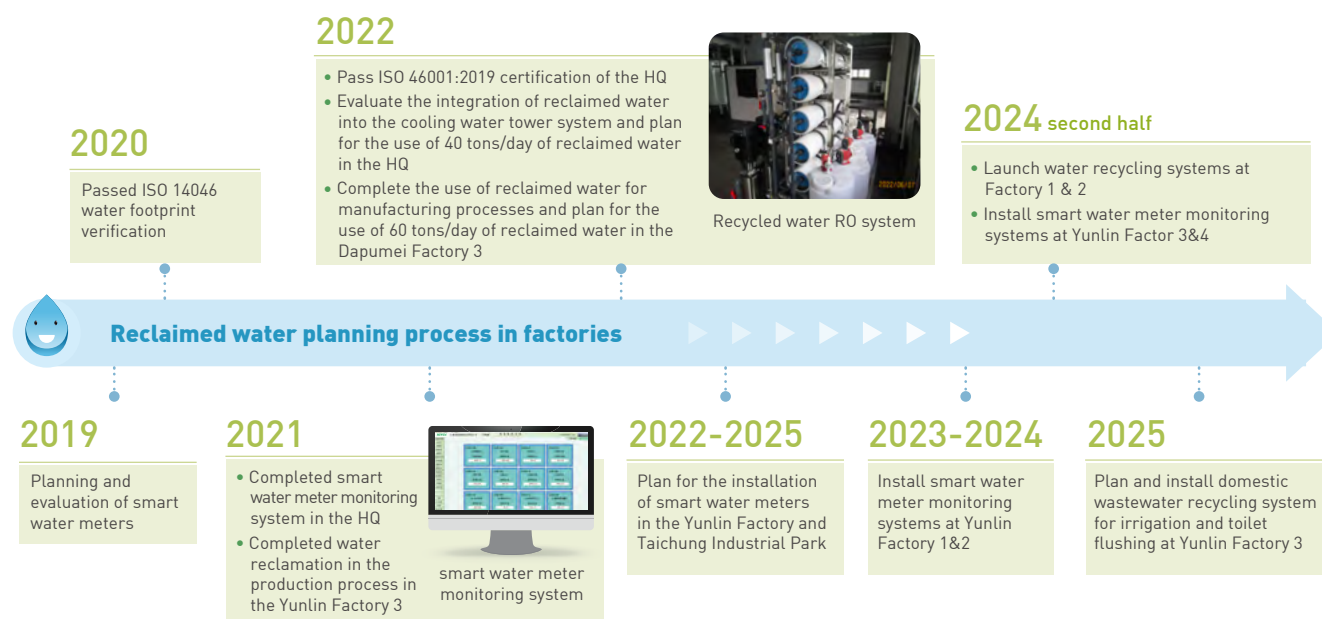 2022
• Pass ISO 46001:2019 certification of the HQ
• Evaluate the integration of reclaimed water
into the cooling water tower system and plan
for the use of 40 tons/day of reclaimed water
in the HQ
• Complete the use of reclaimed water for
manufacturing processes and plan for the
use of 60 tons/day of reclaimed water in the
Dapumei Factory 3
2022/06/07
Recycled water RO system
2020
Passed ISO 14046
water footprint
verification
2024 second half
• Launch water recycling systems at
Factory 1 & 2
• Install smart water meter monitoring
systems at Yunlin Factor 3&4
Reclaimed water planning process in factories
2019
Planning and
evaluation of smart
water meters
2021
• Completed smart
water meter monitoring
system in the HQ
• Completed water
reclamation in the
production process in
the Yunlin Factory 3
smart water meter
monitoring system
2022-2025
Plan for the installation
of smart water meters
in the Yunlin Factory and
Taichung Industrial Park
2023-2024
Install smart water
meter monitoring
systems at Yunlin
Factory 1&2
2025
Plan and install domestic
wastewater recycling system
for irrigation and toilet
flushing at Yunlin Factory 3